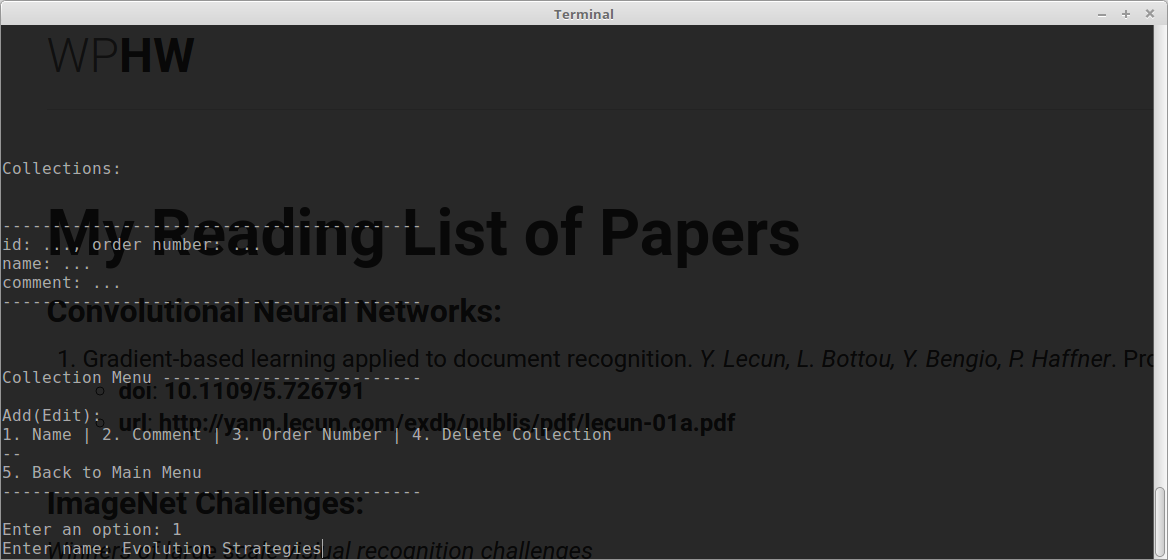 Terminal
WPHW
Collections:
My Reading List of Papers
------------------------------------------
id: ..., order number: ...
name: ...
comment: ...
------------------------------------------
Convolutional Neural Networks:
1. Gradient-based learning applied to document recognition. Y. Lecun, L. Bottou, Y. Bengio, P. Haffner. Pro
Collection Menu --------------------------
doi: 10.1109/5.726791
Add(Edit):
url: http://yann.lecun.com/exdb/publis/pdf/lecun-01a.pdf
1. Name | 2. Comment | 3. Order Number | 4. Delete Collection
--
5. Back to Main Menu
------------------------------------------
ImageNet Challenges:
Enter an option: 1
Enter name: Evolution Strategies
Winners of large scale visual recognition challenges